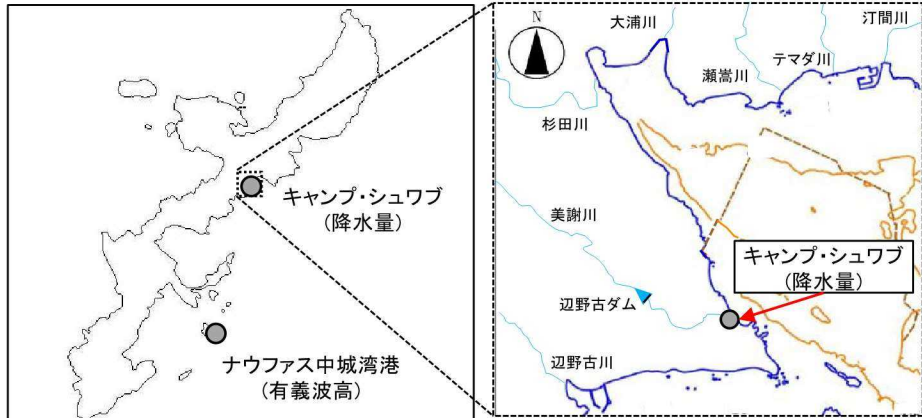 キャンプ・シュワブ
(降水量)
ナウファス中城湾港
(有義波高)
N
大浦川
汀間川
テマダ川
瀬嵩川
杉田川
美謝川
キャンプ・シュワブ
(降水量)
辺野古ダム
辺野古川